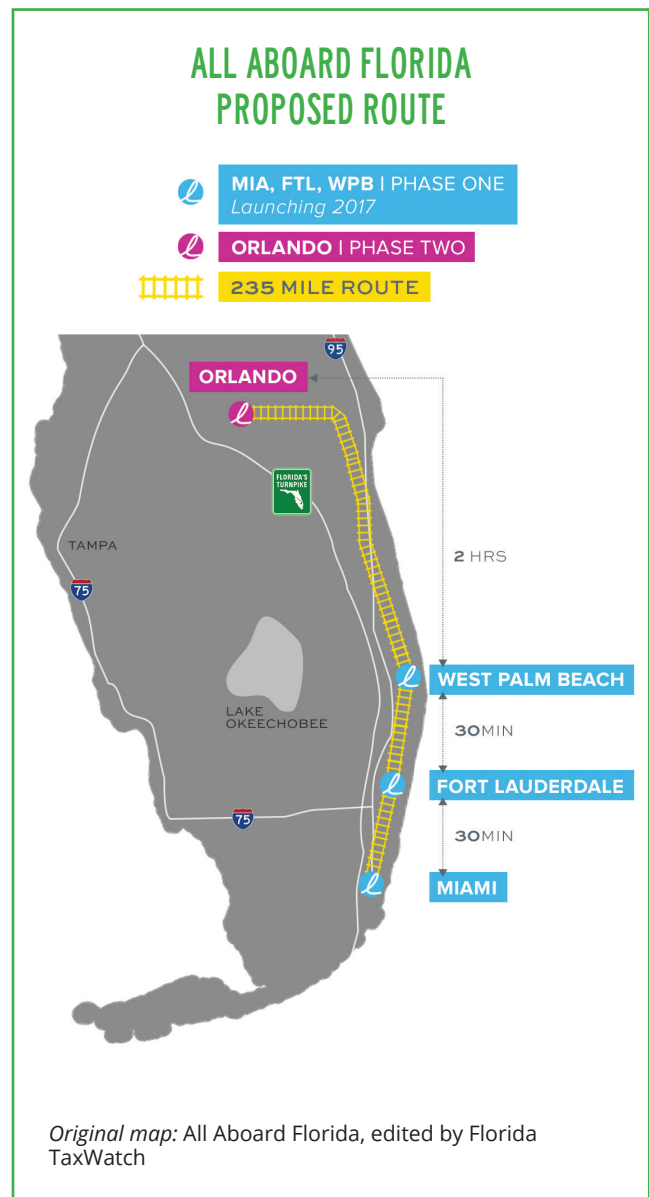 ALL ABOARD FLORIDA
PROPOSED ROUTE
MIA, FTL, WPB | PHASE ONE
Launching 2017
ORLANDO | PHASE TWO
235 MILE ROUTE
95
ORLANDO
FLORIDA'S
TURNPIKE
TAMPA
2 HRS
75
WEST PALM BEACH
LAKE
OKEECHOBEE
30MIN
FORT LAUDERDALE
75
30MIN
MIAMI
Original map: All Aboard Florida, edited by Florida
TaxWatch